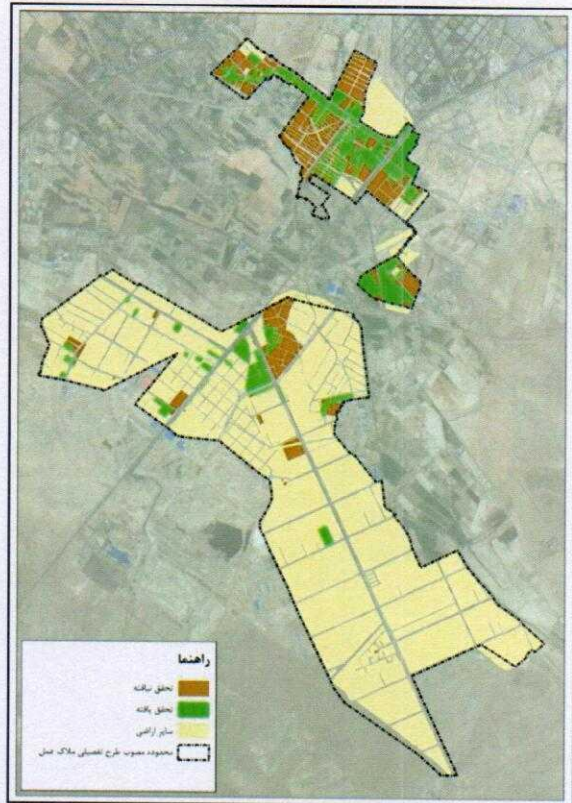 راهنما
تحقق نیافته
تحقق یافته
سایر اراضی
محدوده مصوب طرح تفصیلی ملاک عمل